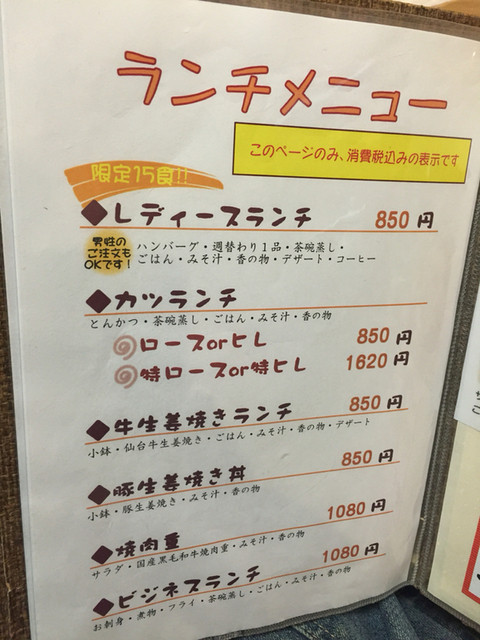 ランチメニュー
このページのみ、消費税込みの表示です
限定15食!!
◆レディースランチ 850円
男性の
ご注文も
OKです!
ハンバーグ・週替わり1品・茶碗蒸し・
ごはん・みそ汁・香の物・デザート・コーヒー
◆カツランチ
とんかつ・茶碗蒸し・ごはん・みそ汁・香の物
ロースorヒレ 850円
特ロースor特ヒレ 1620円
◆牛生姜焼きランチ 850円
小鉢・仙台牛生姜焼き・ごはん・みそ汁・香の物・デザート
◆豚生姜焼き丼 850円
小鉢・豚生姜焼き・みそ汁・香の物
◆焼肉重 1080円
サラダ・国産黒毛和牛焼肉重・みそ汁・香の物
◆ビジネスランチ 1080円
お刺身・煮物・フライ・茶碗蒸し・ごはん・みそ汁・香の物